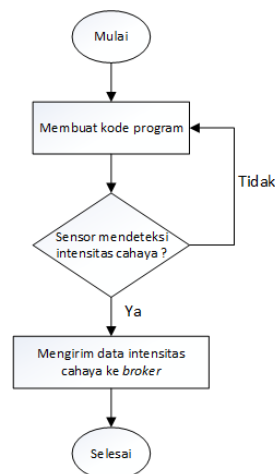 Mulai
Membuat kode program
Tidak
Sensor mendeteksi
intensitas cahaya ?
Ya
Mengirim data intensitas
cahaya ke broker
Selesai